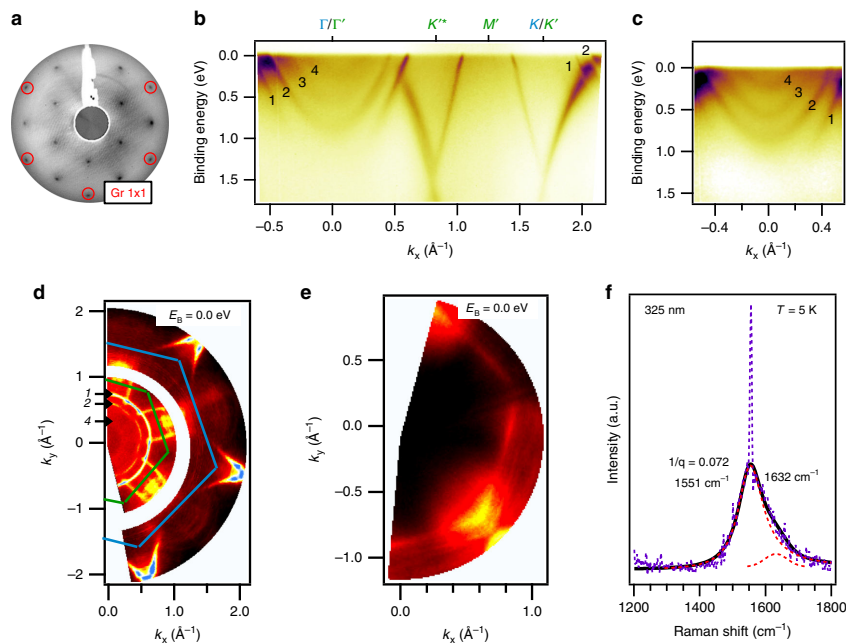 a
Gr 1x1
b
Γ/Γ′ K′* M′ K/K′
Binding energy (eV)
0.0
0.5
1.0
1.5
1 2 3 4
1 2
−0.5 0.0 0.5 1.0 1.5 2.0
kx (Å−1)
c
Binding energy (eV)
0.0
0.5
1.0
1.5
4
3
2
1
−0.4 0.0 0.4
kx (Å−1)
d
EB = 0.0 eV
ky (Å−1)
2
1
0
−1
−2
1
2
4
0.0 1.0 2.0
kx (Å−1)
e
EB = 0.0 eV
ky (Å−1)
0.5
0.0
−0.5
−1.0
0.0 1.0
kx (Å−1)
f
325 nm T = 5 K
Intensity (a.u.)
1/q = 0.072
1551 cm−1
1632 cm−1
1200 1400 1600 1800
Raman shift (cm−1)